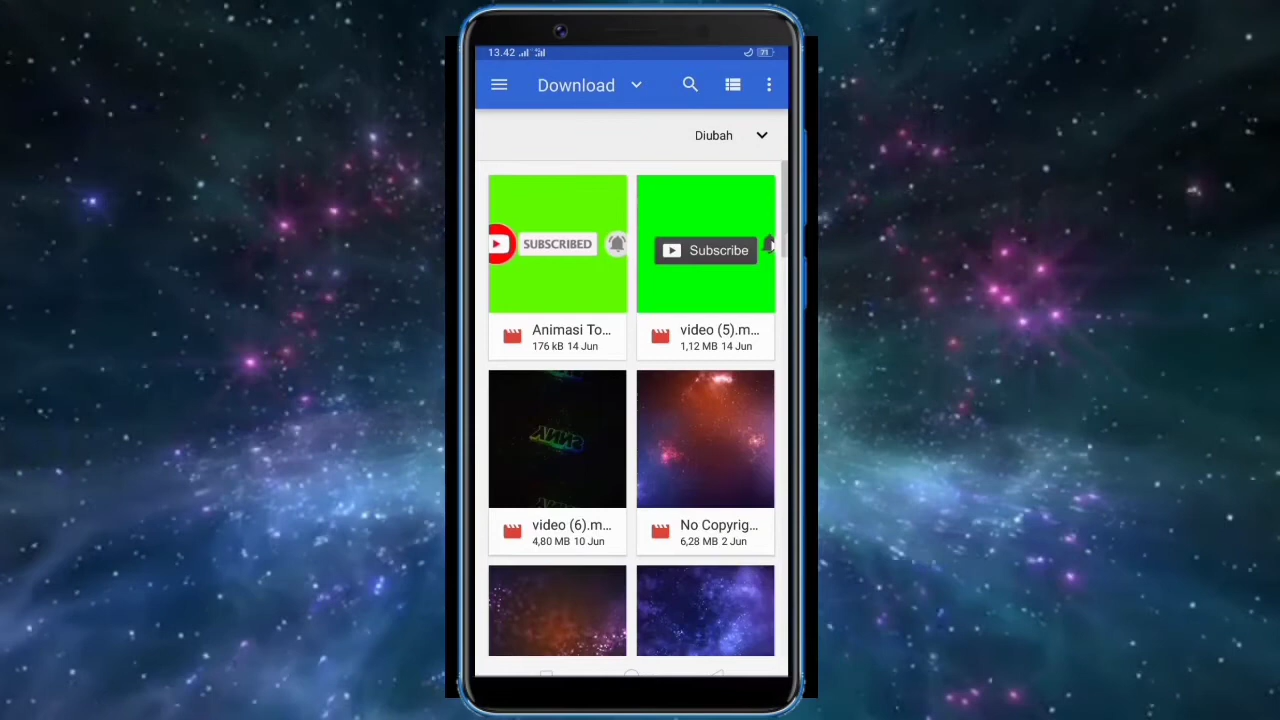 13.42
71
Download
Diubah
SUBSCRIBED
Subscribe
Animasi To...
176 kB 14 Jun
video (5).m...
1,12 MB 14 Jun
video (6).m...
4,80 MB 10 Jun
No Copyrig...
6,28 MB 2 Jun